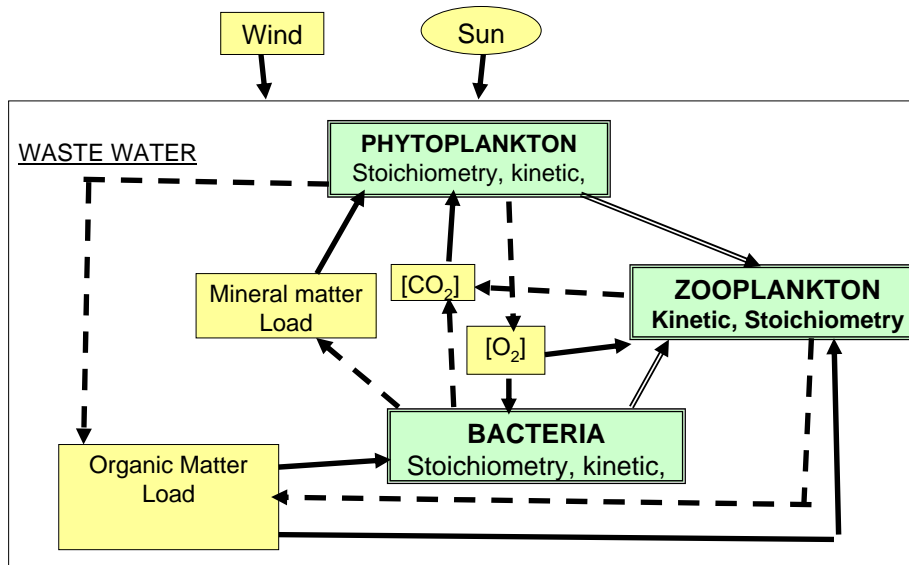 Wind
Sun
WASTE WATER
PHYTOPLANKTON
Stoichiometry, kinetic,
Mineral matter
Load
[CO₂]
ZOOPLANKTON
Kinetic, Stoichiometry
[O₂]
BACTERIA
Stoichiometry, kinetic,
Organic Matter
Load